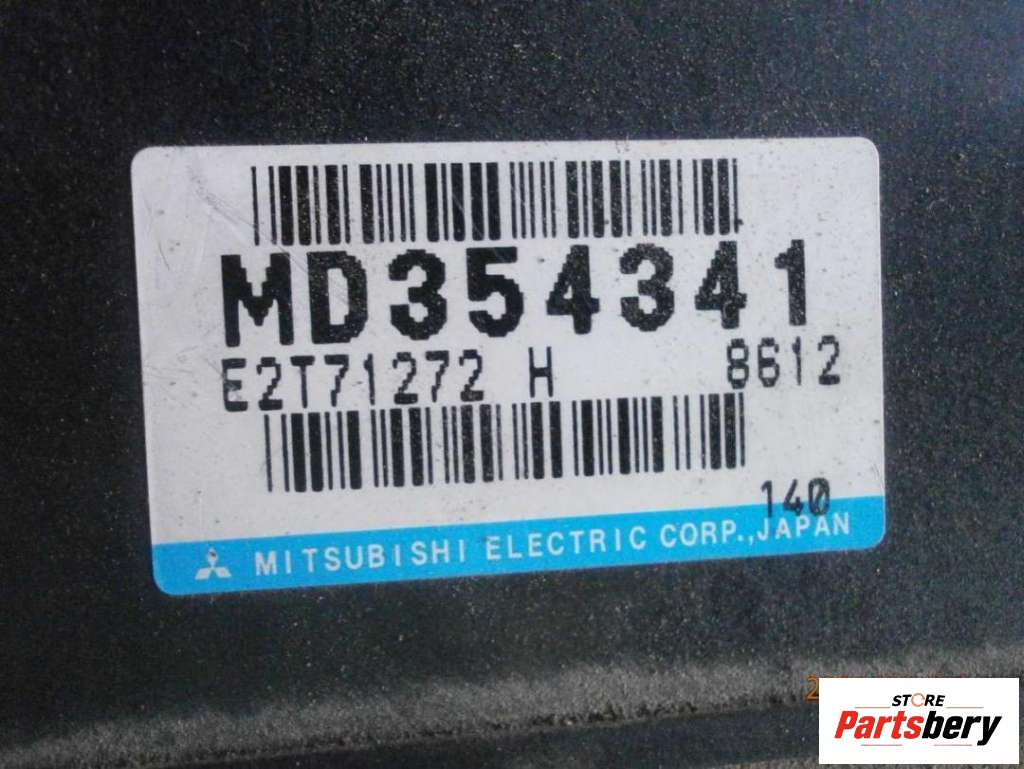 MD354341
E2T71272 H 8612
140
MITSUBISHI ELECTRIC CORP.,JAPAN
STORE
Partsbery